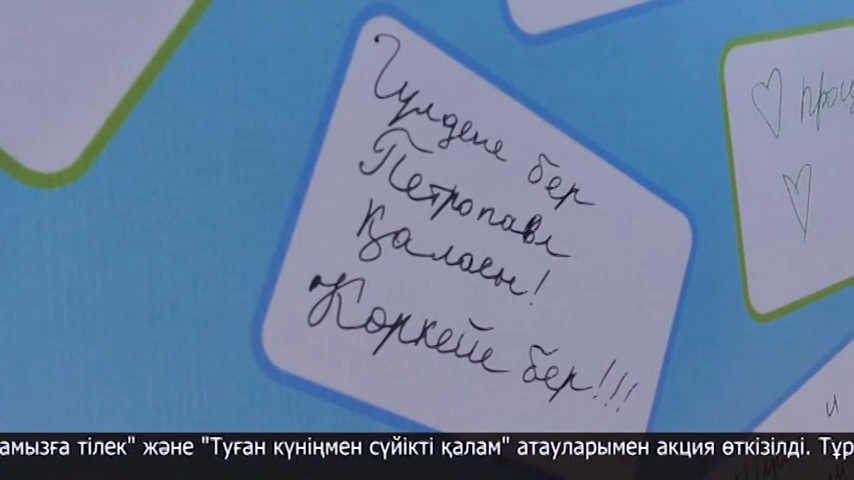 Гүлдене бер
Петропавл
Қаласы!
Көркейе бер!!!
♡
♡
и
амызға тілек" және "Туған күніңмен сүйікті қалам" атауларымен акция өткізілді. Тұр